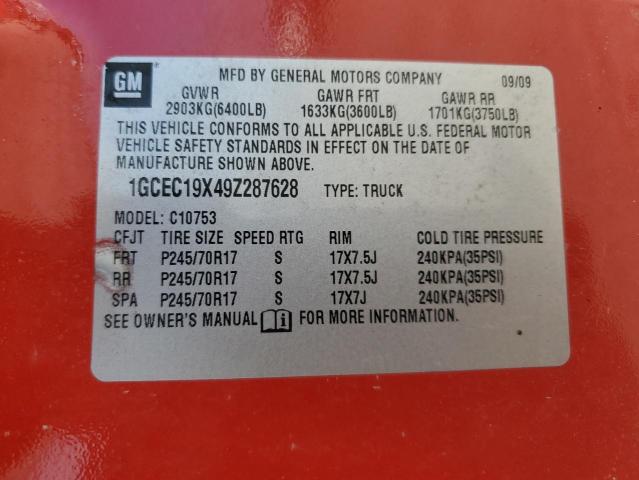 GM
MFD BY GENERAL MOTORS COMPANY 09/09
GVWR GAWR FRT GAWR RR
2903KG(6400LB) 1633KG(3600LB) 1701KG(3750LB)
THIS VEHICLE CONFORMS TO ALL APPLICABLE U.S. FEDERAL MOTOR
VEHICLE SAFETY STANDARDS IN EFFECT ON THE DATE OF
MANUFACTURE SHOWN ABOVE.
1GCEC19X49Z287628 TYPE: TRUCK
MODEL: C10753
CFJT TIRE SIZE SPEED RTG RIM COLD TIRE PRESSURE
FRT P245/70R17 S 17X7.5J 240KPA(35PSI)
RR P245/70R17 S 17X7.5J 240KPA(35PSI)
SPA P245/70R17 S 17X7J 240KPA(35PSI)
SEE OWNER'S MANUAL i FOR MORE INFORMATION.